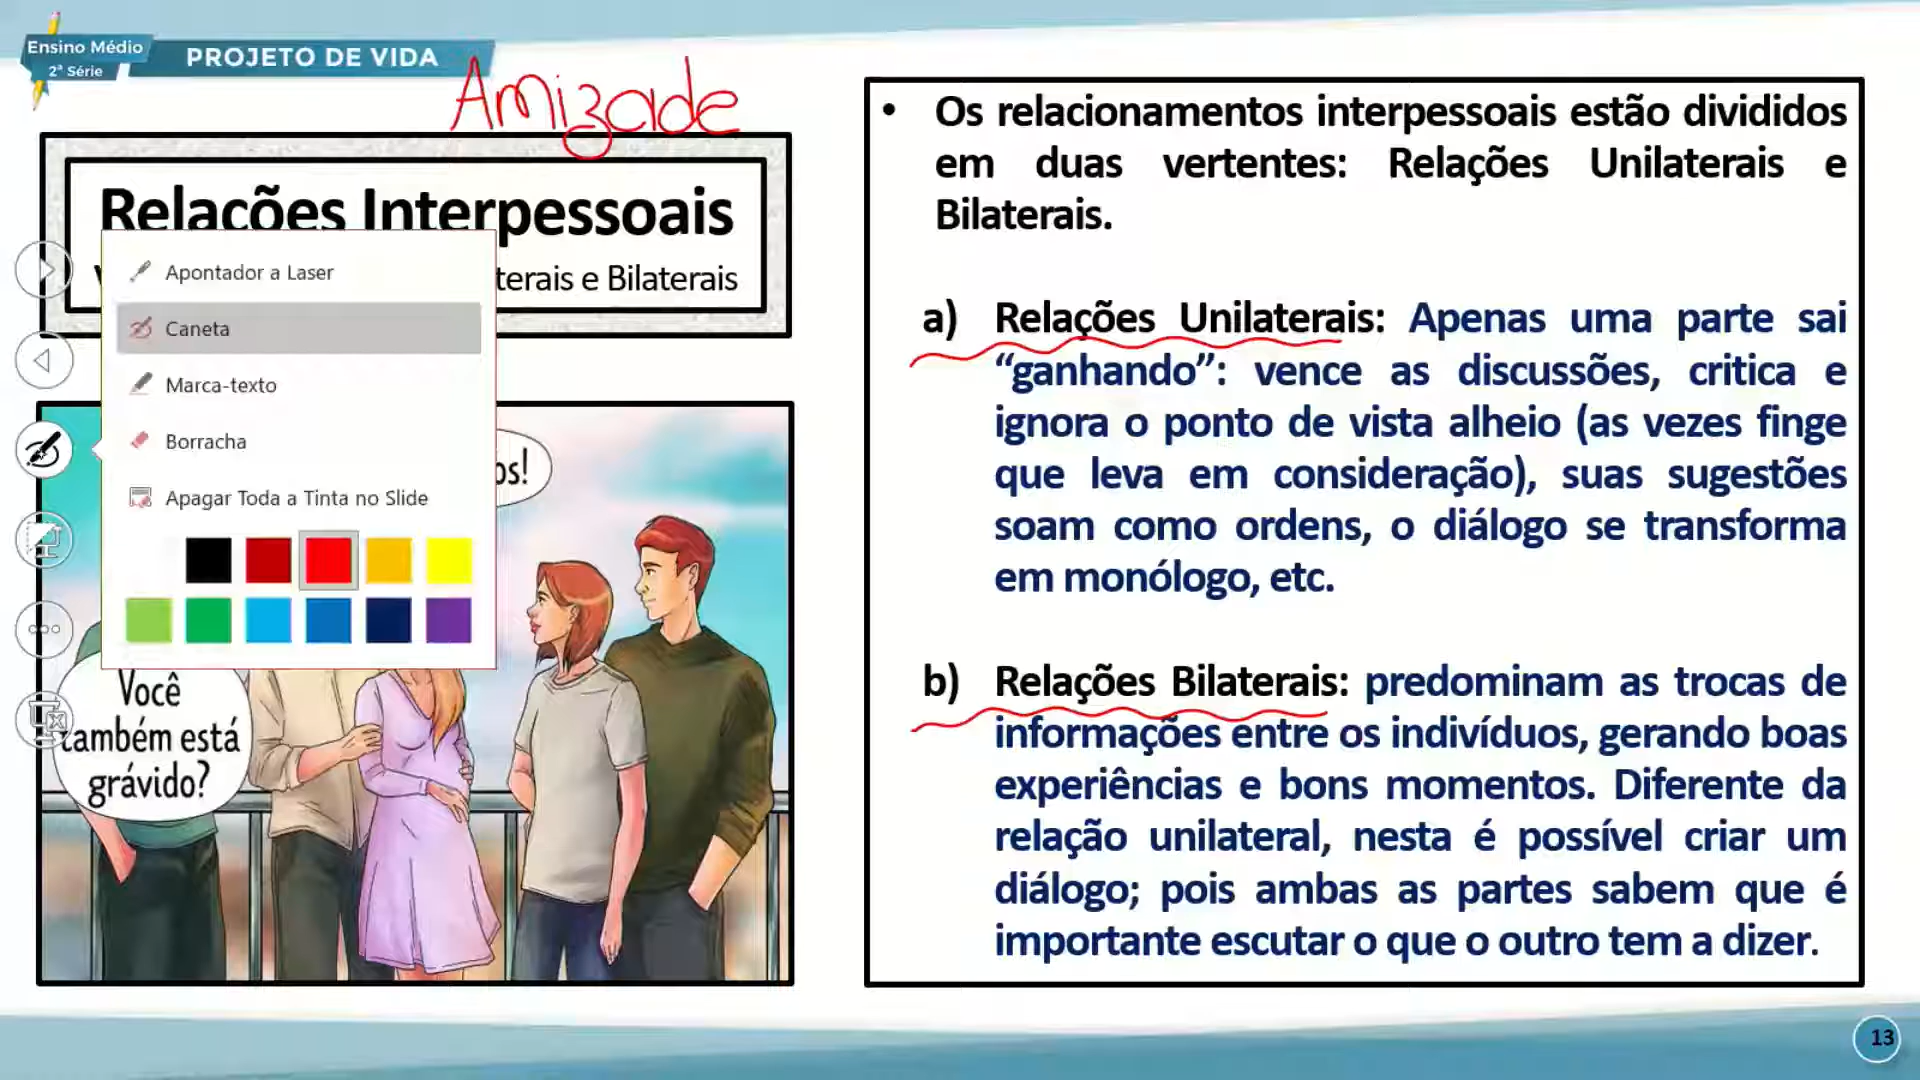 Ensino Médio
2ª Série
PROJETO DE VIDA
Amizade
Relações Interpessoais
terais e Bilaterais
Apontador a Laser
Caneta
Marca-texto
Borracha
Apagar Toda a Tinta no Slide
os!
Você
também está
grávido?
• Os relacionamentos interpessoais estão divididos
em duas vertentes: Relações Unilaterais e
Bilaterais.
a) Relações Unilaterais: Apenas uma parte sai
“ganhando”: vence as discussões, critica e
ignora o ponto de vista alheio (as vezes finge
que leva em consideração), suas sugestões
soam como ordens, o diálogo se transforma
em monólogo, etc.
b) Relações Bilaterais: predominam as trocas de
informações entre os indivíduos, gerando boas
experiências e bons momentos. Diferente da
relação unilateral, nesta é possível criar um
diálogo; pois ambas as partes sabem que é
importante escutar o que o outro tem a dizer.
13